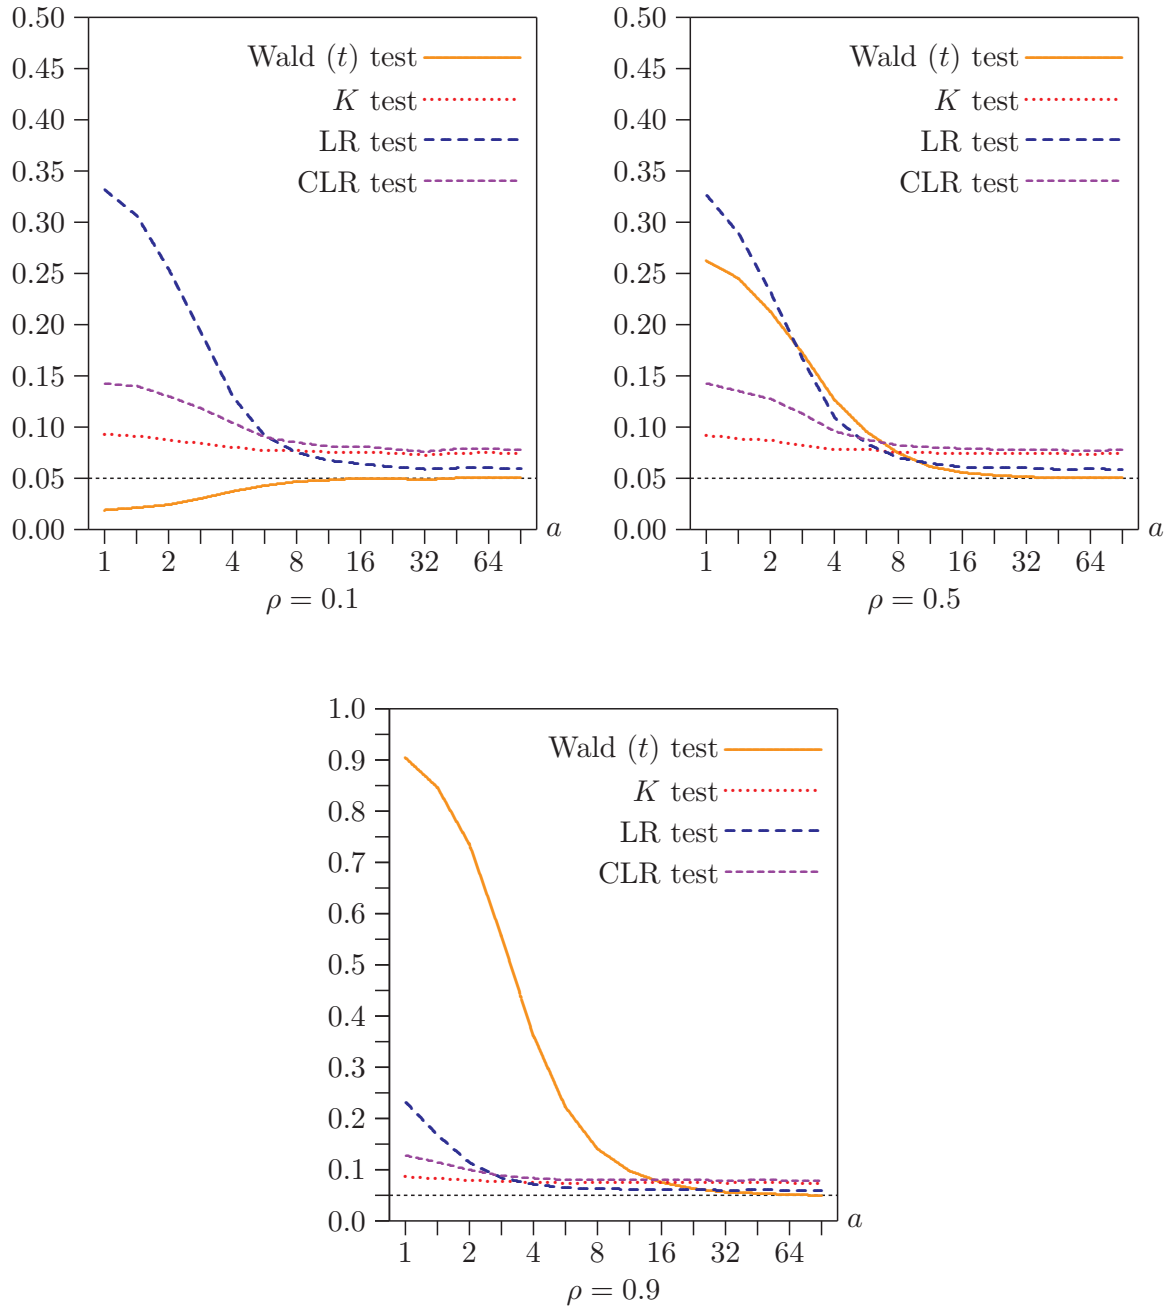 0.50
0.45
0.40
0.35
0.30
0.25
0.20
0.15
0.10
0.05
0.00
Wald (t) test
K test
LR test
CLR test
1 2 4 8 16 32 64
a
ρ = 0.1
0.50
0.45
0.40
0.35
0.30
0.25
0.20
0.15
0.10
0.05
0.00
Wald (t) test
K test
LR test
CLR test
1 2 4 8 16 32 64
a
ρ = 0.5
1.0
0.9
0.8
0.7
0.6
0.5
0.4
0.3
0.2
0.1
0.0
Wald (t) test
K test
LR test
CLR test
1 2 4 8 16 32 64
a
ρ = 0.9